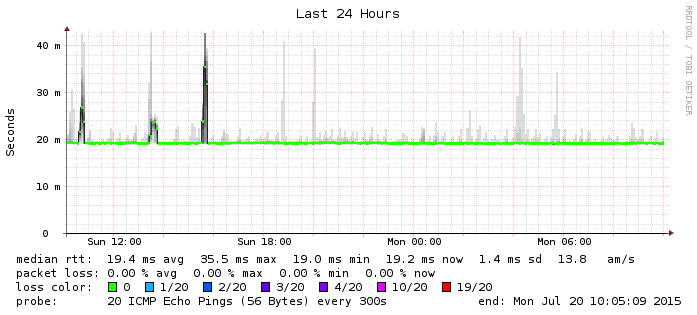 Last 24 Hours
RRDTOOL / TOBI OETIKER
Seconds
40 m
30 m
20 m
10 m
0
Sun 12:00 Sun 18:00 Mon 00:00 Mon 06:00
median rtt: 19.4 ms avg 35.5 ms max 19.0 ms min 19.2 ms now 1.4 ms sd 13.8 am/s
packet loss: 0.00 % avg 0.00 % max 0.00 % min 0.00 % now
loss color: 0 1/20 2/20 3/20 4/20 10/20 19/20
probe: 20 ICMP Echo Pings (56 Bytes) every 300s end: Mon Jul 20 10:05:09 2015